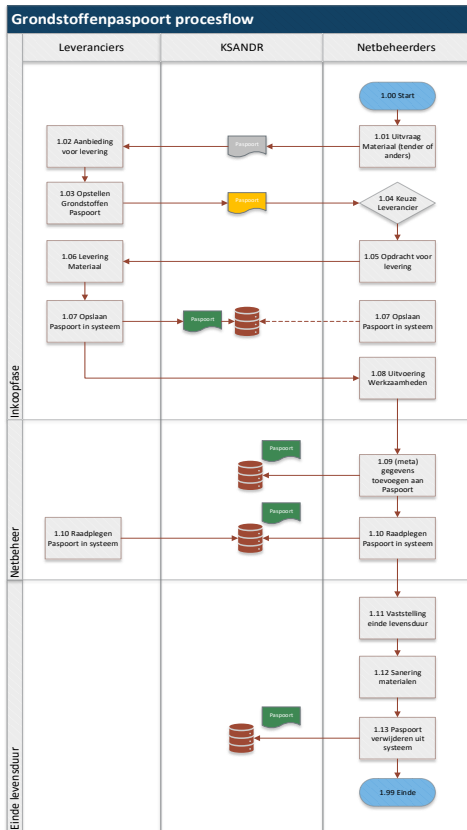 Grondstoffenpaspoort procesflow
Leveranciers
KSANDR
Netbeheerders
1.00 Start
1.02 Aanbieding
voor levering
Paspoort
1.01 Uitvraag
Materiaal (tender of
anders)
1.03 Opstellen
Grondstoffen
Paspoort
Paspoort
1.04 Keuze
Leverancier
1.06 Levering
Materiaal
1.05 Opdracht voor
levering
1.07 Opslaan
Paspoort in systeem
Paspoort
1.07 Opslaan
Paspoort in systeem
1.08 Uitvoering
Werkzaamheden
Inkoopfase
Paspoort
1.09 (meta)
gegevens
toevoegen aan
Paspoort
Paspoort
1.10 Raadplegen
Paspoort in systeem
1.10 Raadplegen
Paspoort in systeem
Netbeheer
1.11 Vaststelling
einde levensduur
1.12 Sanering
materialen
Paspoort
1.13 Paspoort
verwijderen uit
systeem
1.99 Einde
Einde levensduur